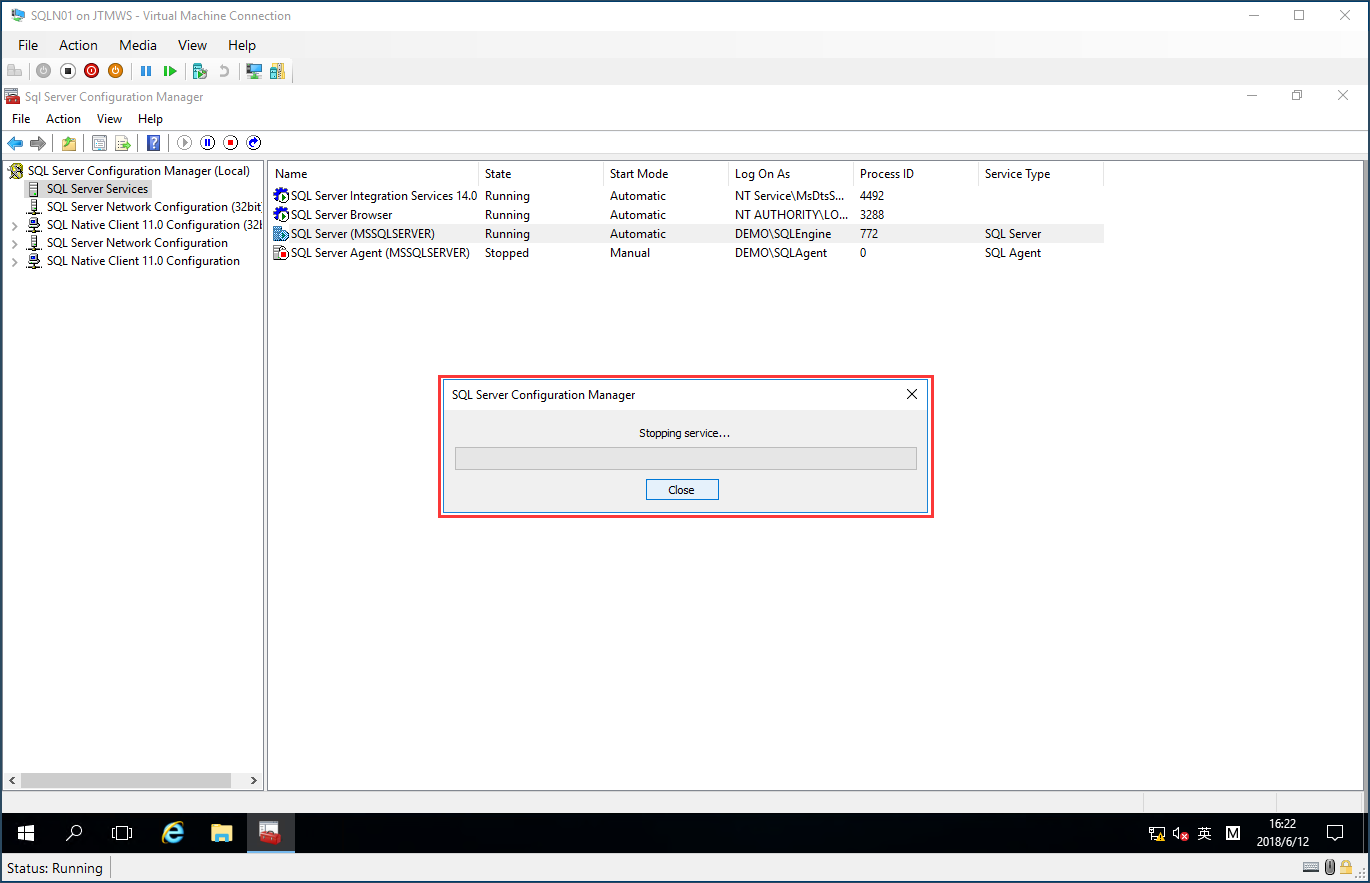 SQLN01 on JTMWS - Virtual Machine Connection
File Action Media View Help
Sql Server Configuration Manager
File Action View Help
SQL Server Configuration Manager (Local)
SQL Server Services
SQL Server Network Configuration (32bit
SQL Native Client 11.0 Configuration (32b
SQL Server Network Configuration
SQL Native Client 11.0 Configuration
Name State Start Mode Log On As Process ID Service Type
SQL Server Integration Services 14.0 Running Automatic NT Service\MsDtsS... 4492
SQL Server Browser Running Automatic NT AUTHORITY\LO... 3288
SQL Server (MSSQLSERVER) Running Automatic DEMO\SQLEngine 772 SQL Server
SQL Server Agent (MSSQLSERVER) Stopped Manual DEMO\SQLAgent 0 SQL Agent
SQL Server Configuration Manager
Stopping service...
Close
英 M 16:22
2018/6/12
Status: Running